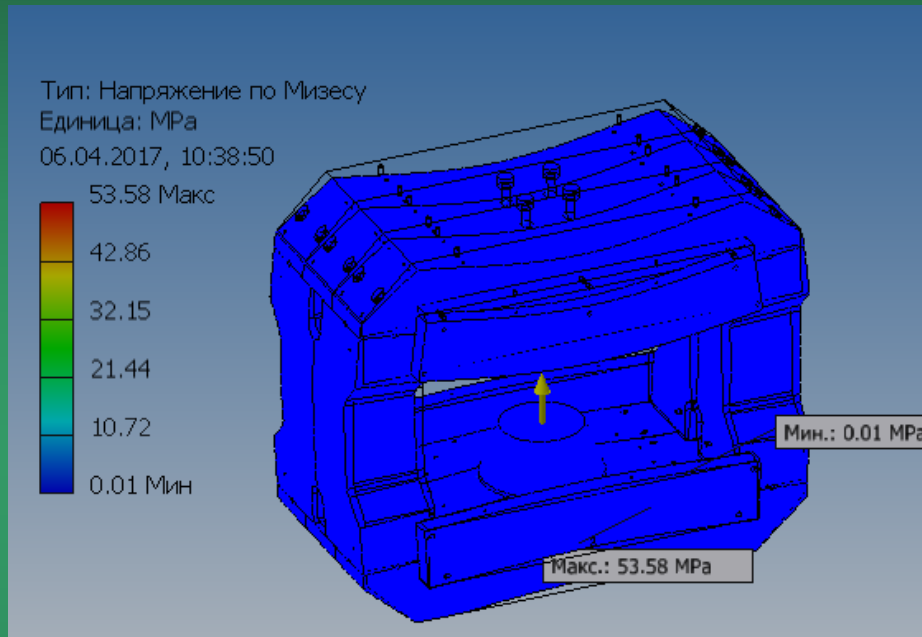 Тип: Напряжение по Мизесу
Единица: MPa
06.04.2017, 10:38:50
53.58 Макс
42.86
32.15
21.44
10.72
0.01 Мин
Мин.: 0.01 MPa
Макс.: 53.58 MPa